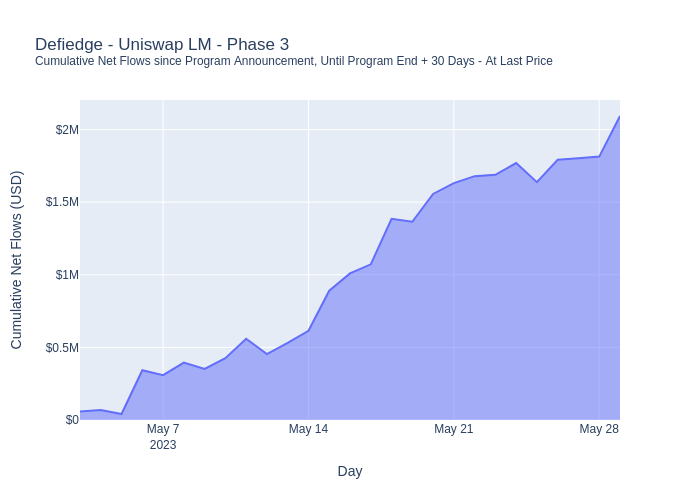 Defiedge - Uniswap LM - Phase 3
Cumulative Net Flows since Program Announcement, Until Program End + 30 Days - At Last Price
Cumulative Net Flows (USD)
$2M
$1.5M
$1M
$0.5M
$0
May 7 May 14 May 21 May 28
2023
Day